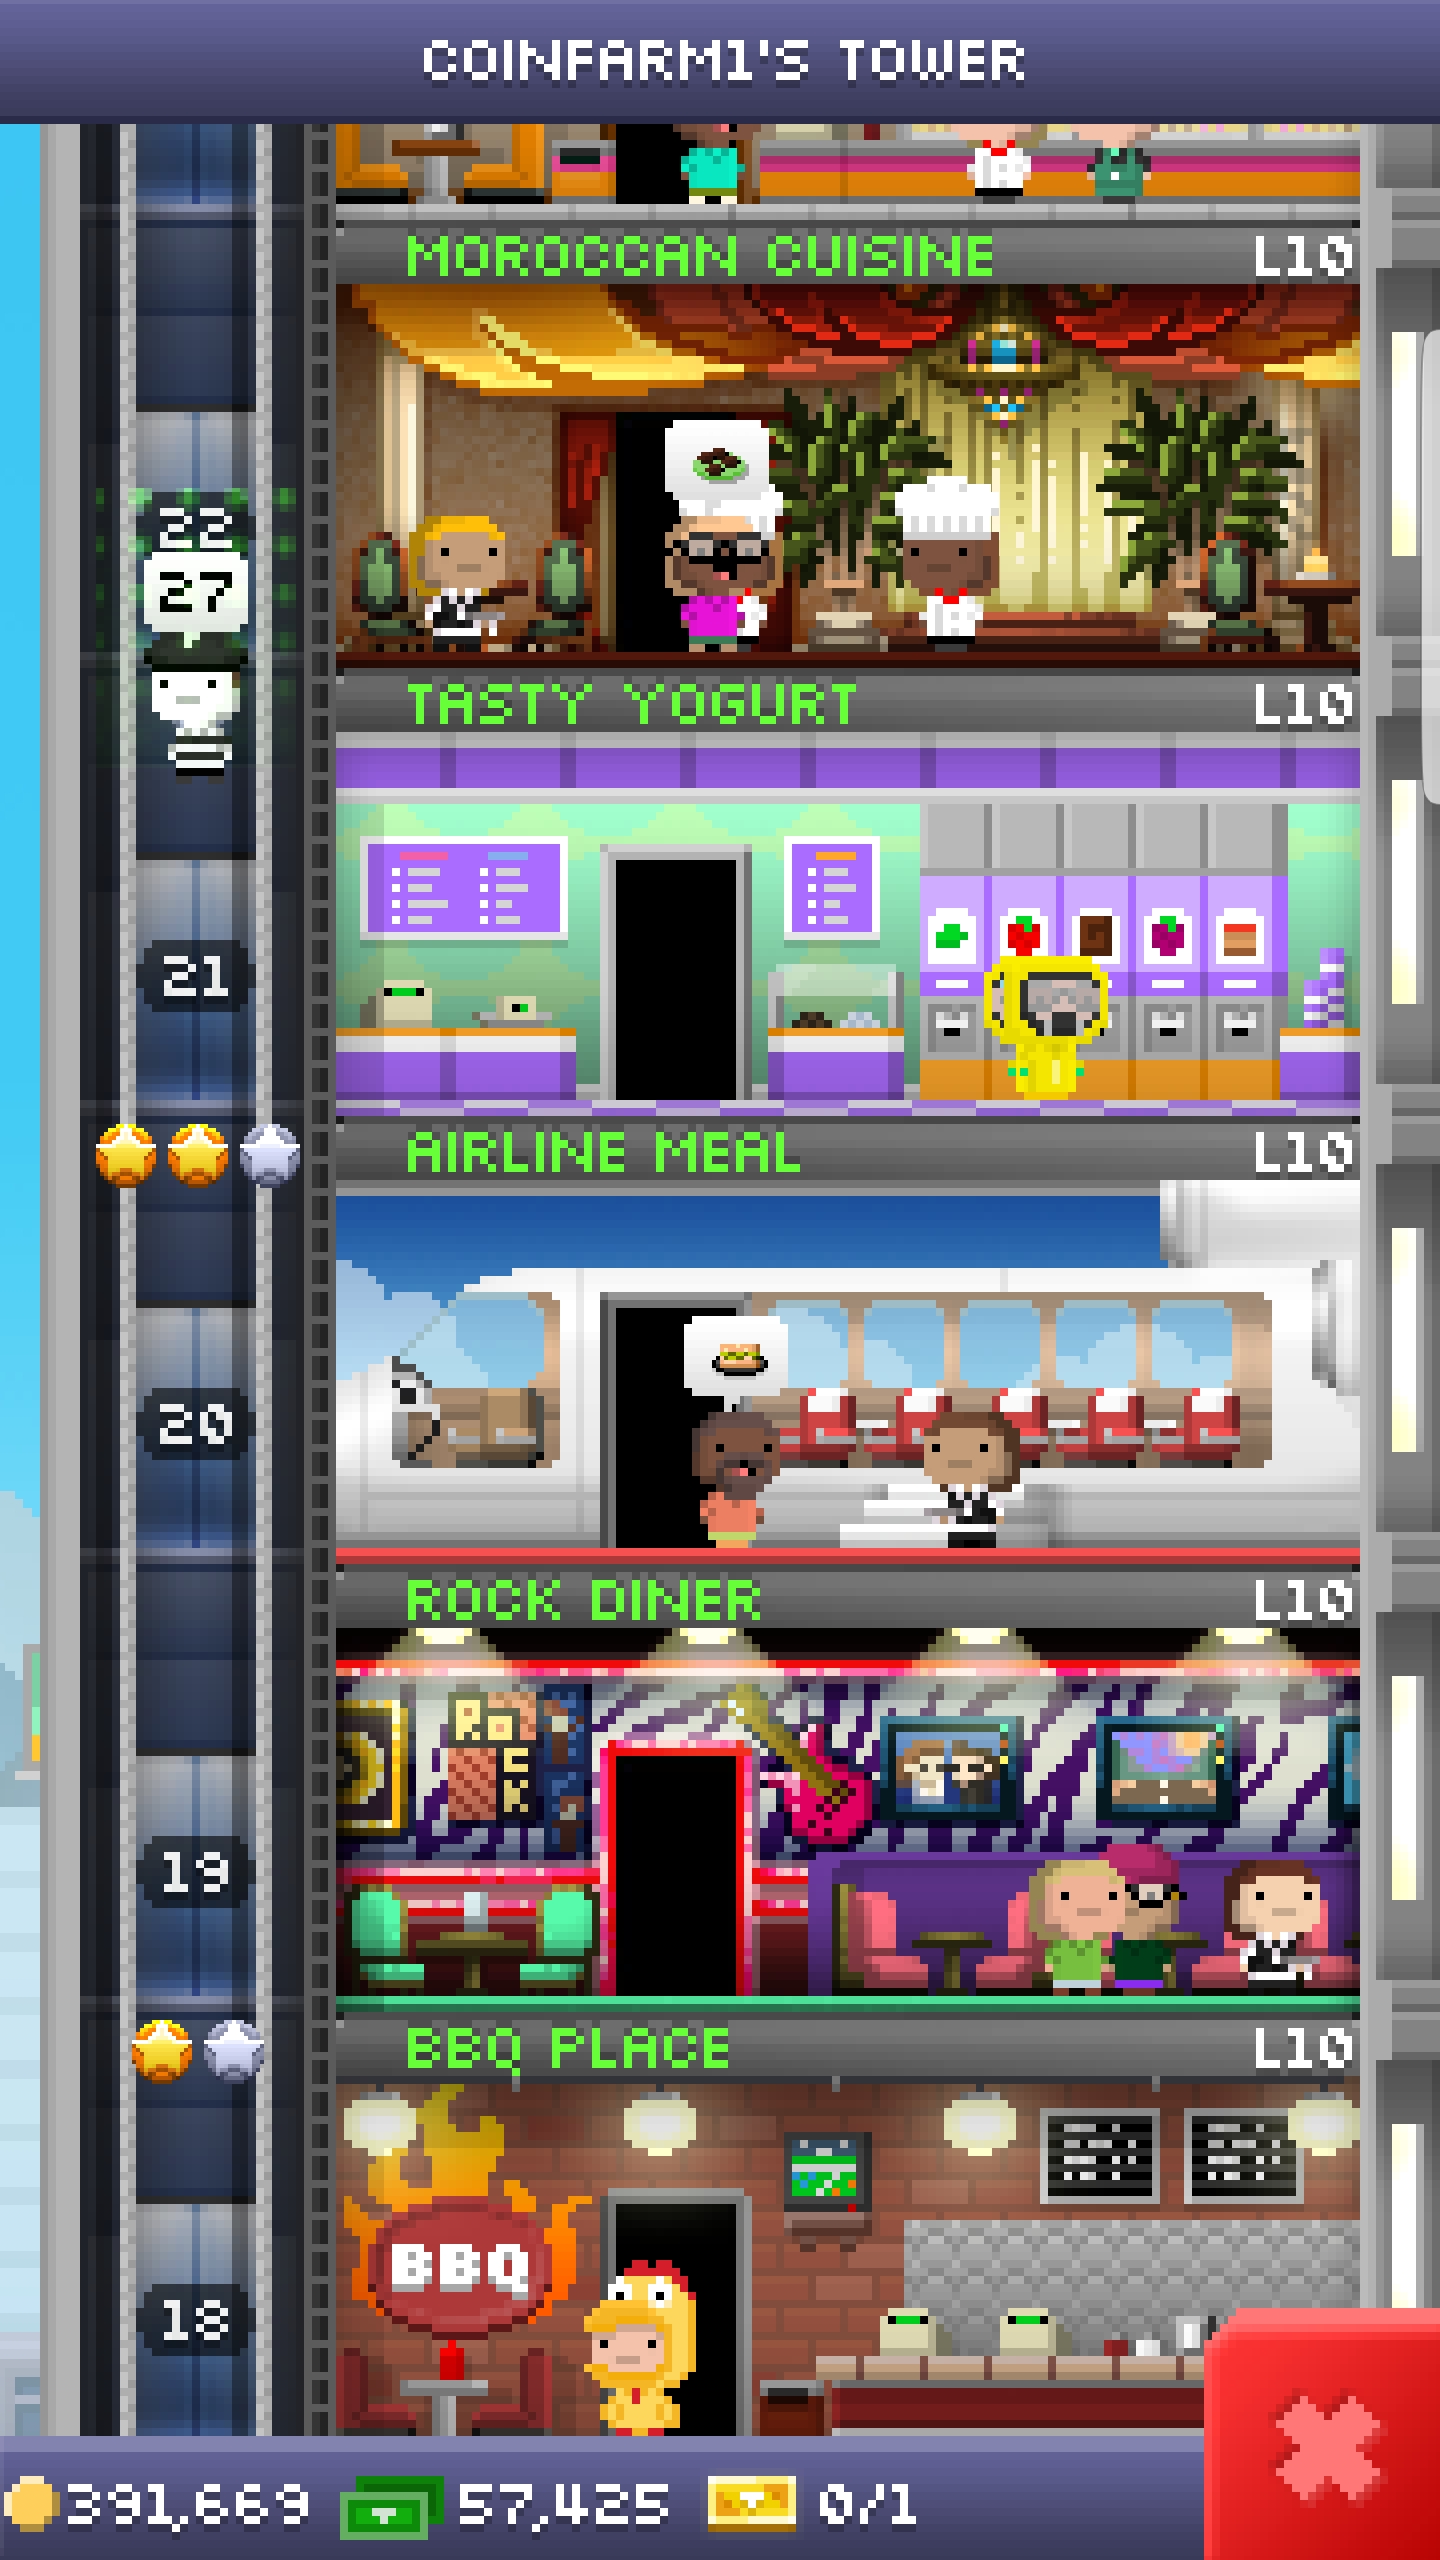 COINFARM1'S TOWER
MOROCCAN CUISINE L10
22
27
TASTY YOGURT L10
21
AIRLINE MEAL L10
20
ROCK DINER L10
ROCK
19
BBQ PLACE L10
BBQ
18
391,669 57,425 0/1